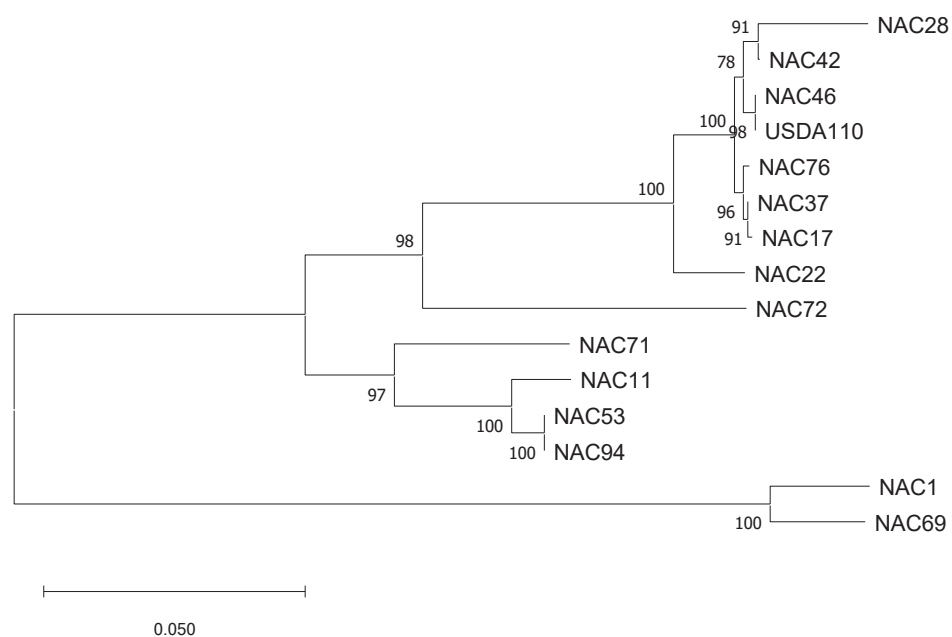 91
NAC28
78
NAC42
NAC46
100
98
USDA110
NAC76
100
NAC37
96
91
NAC17
98
NAC22
NAC72
NAC71
97
NAC11
100
NAC53
100
NAC94
NAC1
100
NAC69
0.050